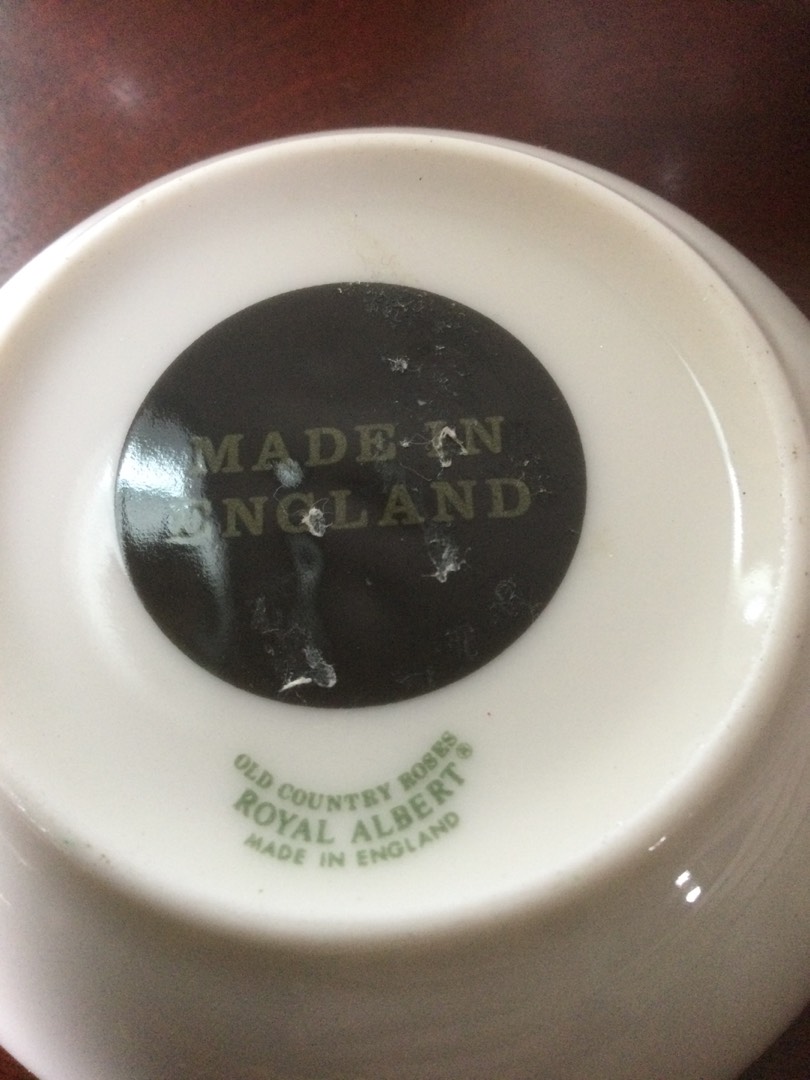 MADE IN
ENGLAND
OLD COUNTRY ROSES
ROYAL ALBERT®
MADE IN ENGLAND